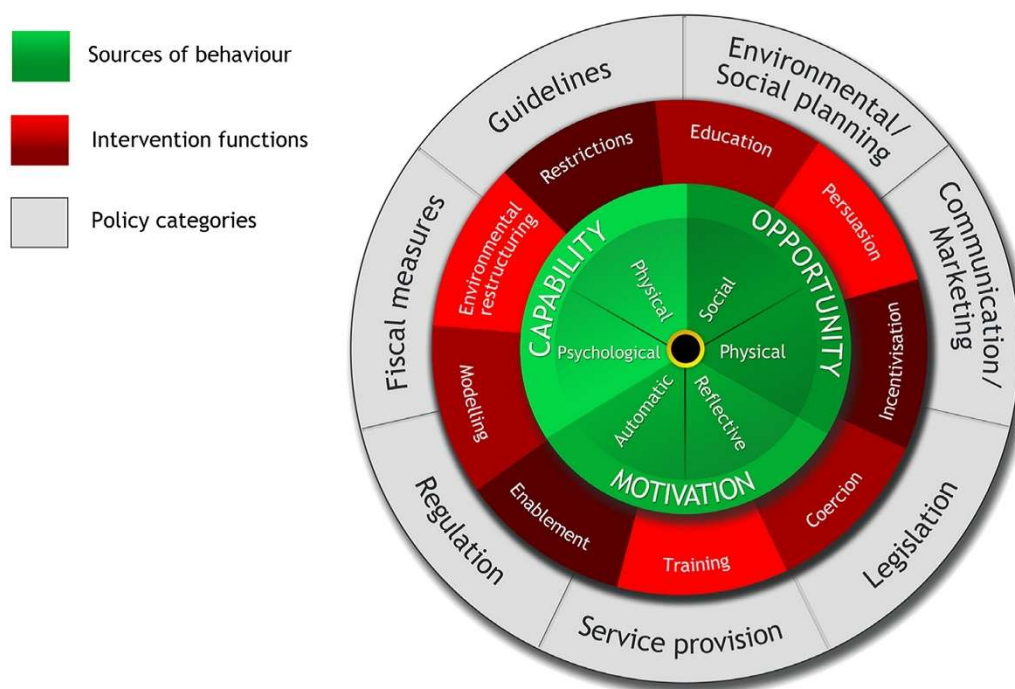 Sources of behaviour
Intervention functions
Policy categories
Guidelines
Environmental/
Social planning
Communication/
Marketing
Legislation
Service provision
Regulation
Fiscal measures
Restrictions
Education
Persuasion
Incentivisation
Coercion
Training
Enablement
Modelling
Environmental
restructuring
CAPABILITY
OPPORTUNITY
MOTIVATION
Physical
Social
Physical
Reflective
Automatic
Psychological